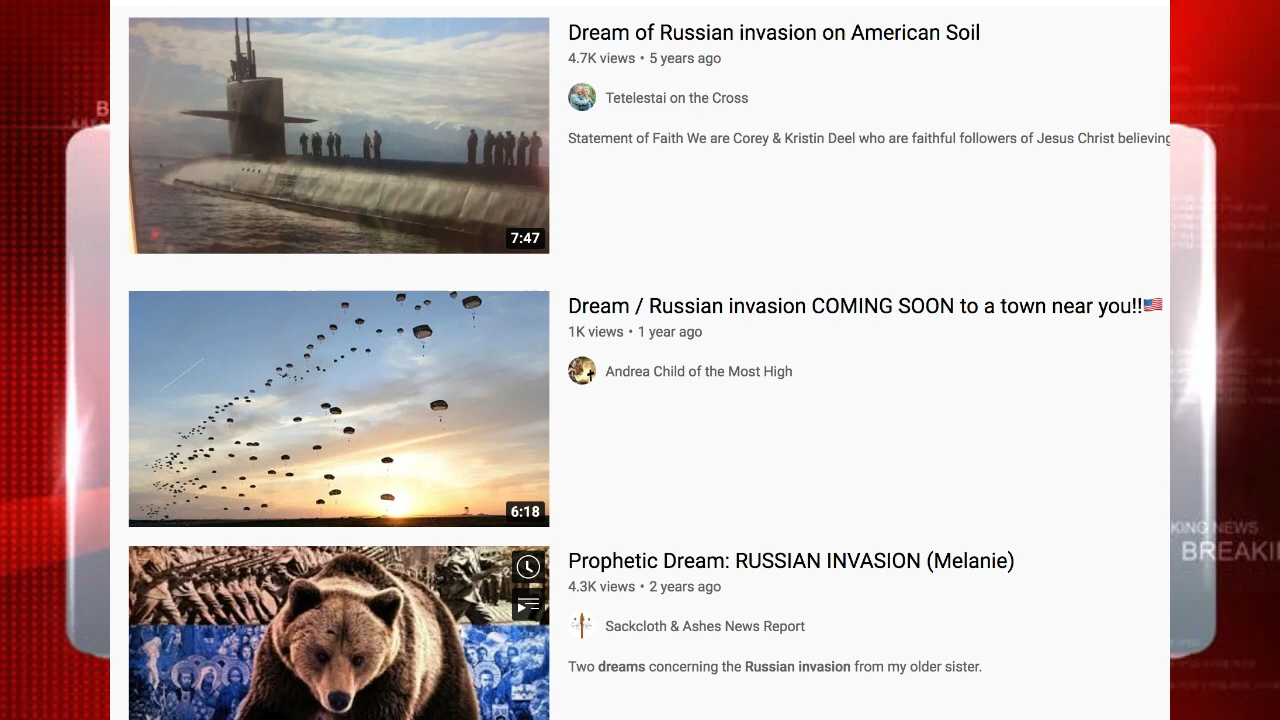 Dream of Russian invasion on American Soil
4.7K views • 5 years ago
Tetelestai on the Cross
Statement of Faith We are Corey & Kristin Deel who are faithful followers of Jesus Christ believing
7:47
Dream / Russian invasion COMING SOON to a town near you!!🇺🇸
1K views • 1 year ago
Andrea Child of the Most High
6:18
Prophetic Dream: RUSSIAN INVASION (Melanie)
4.3K views • 2 years ago
Sackcloth & Ashes News Report
Two dreams concerning the Russian invasion from my older sister.
KING NEWS
BREAKI